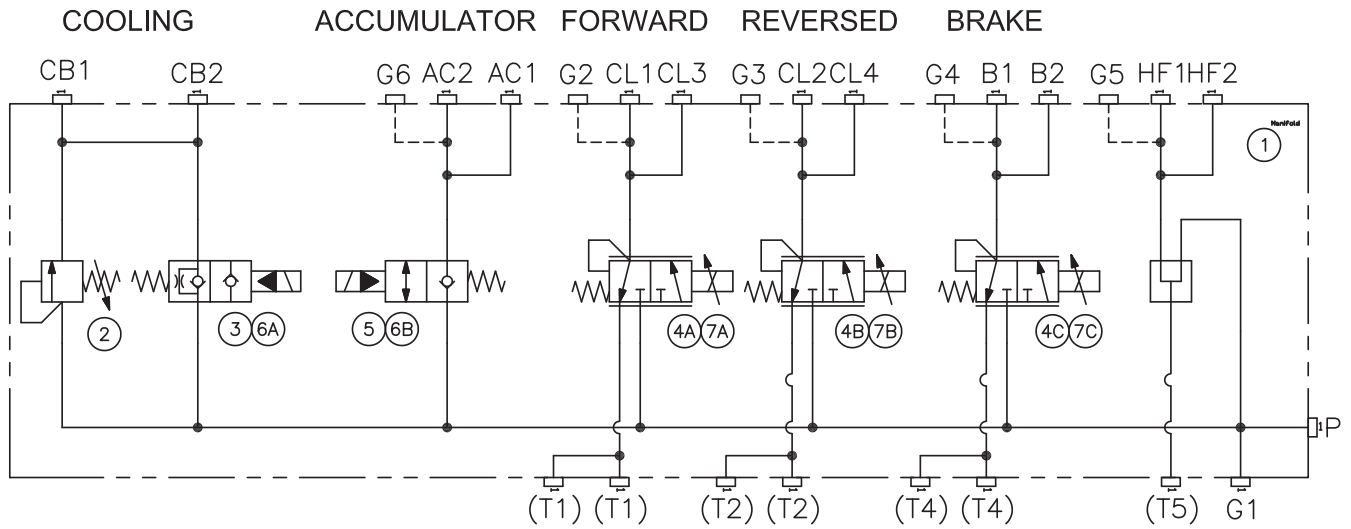 COOLING ACCUMULATOR FORWARD REVERSED BRAKE
CB1 CB2 G6 AC2 AC1 G2 CL1 CL3 G3 CL2 CL4 G4 B1 B2 G5 HF1 HF2
Manifold
1
2 3 6A 5 6B 4A 7A 4B 7B 4C 7C
P
(T1) (T1) (T2) (T2) (T4) (T4) (T5) G1